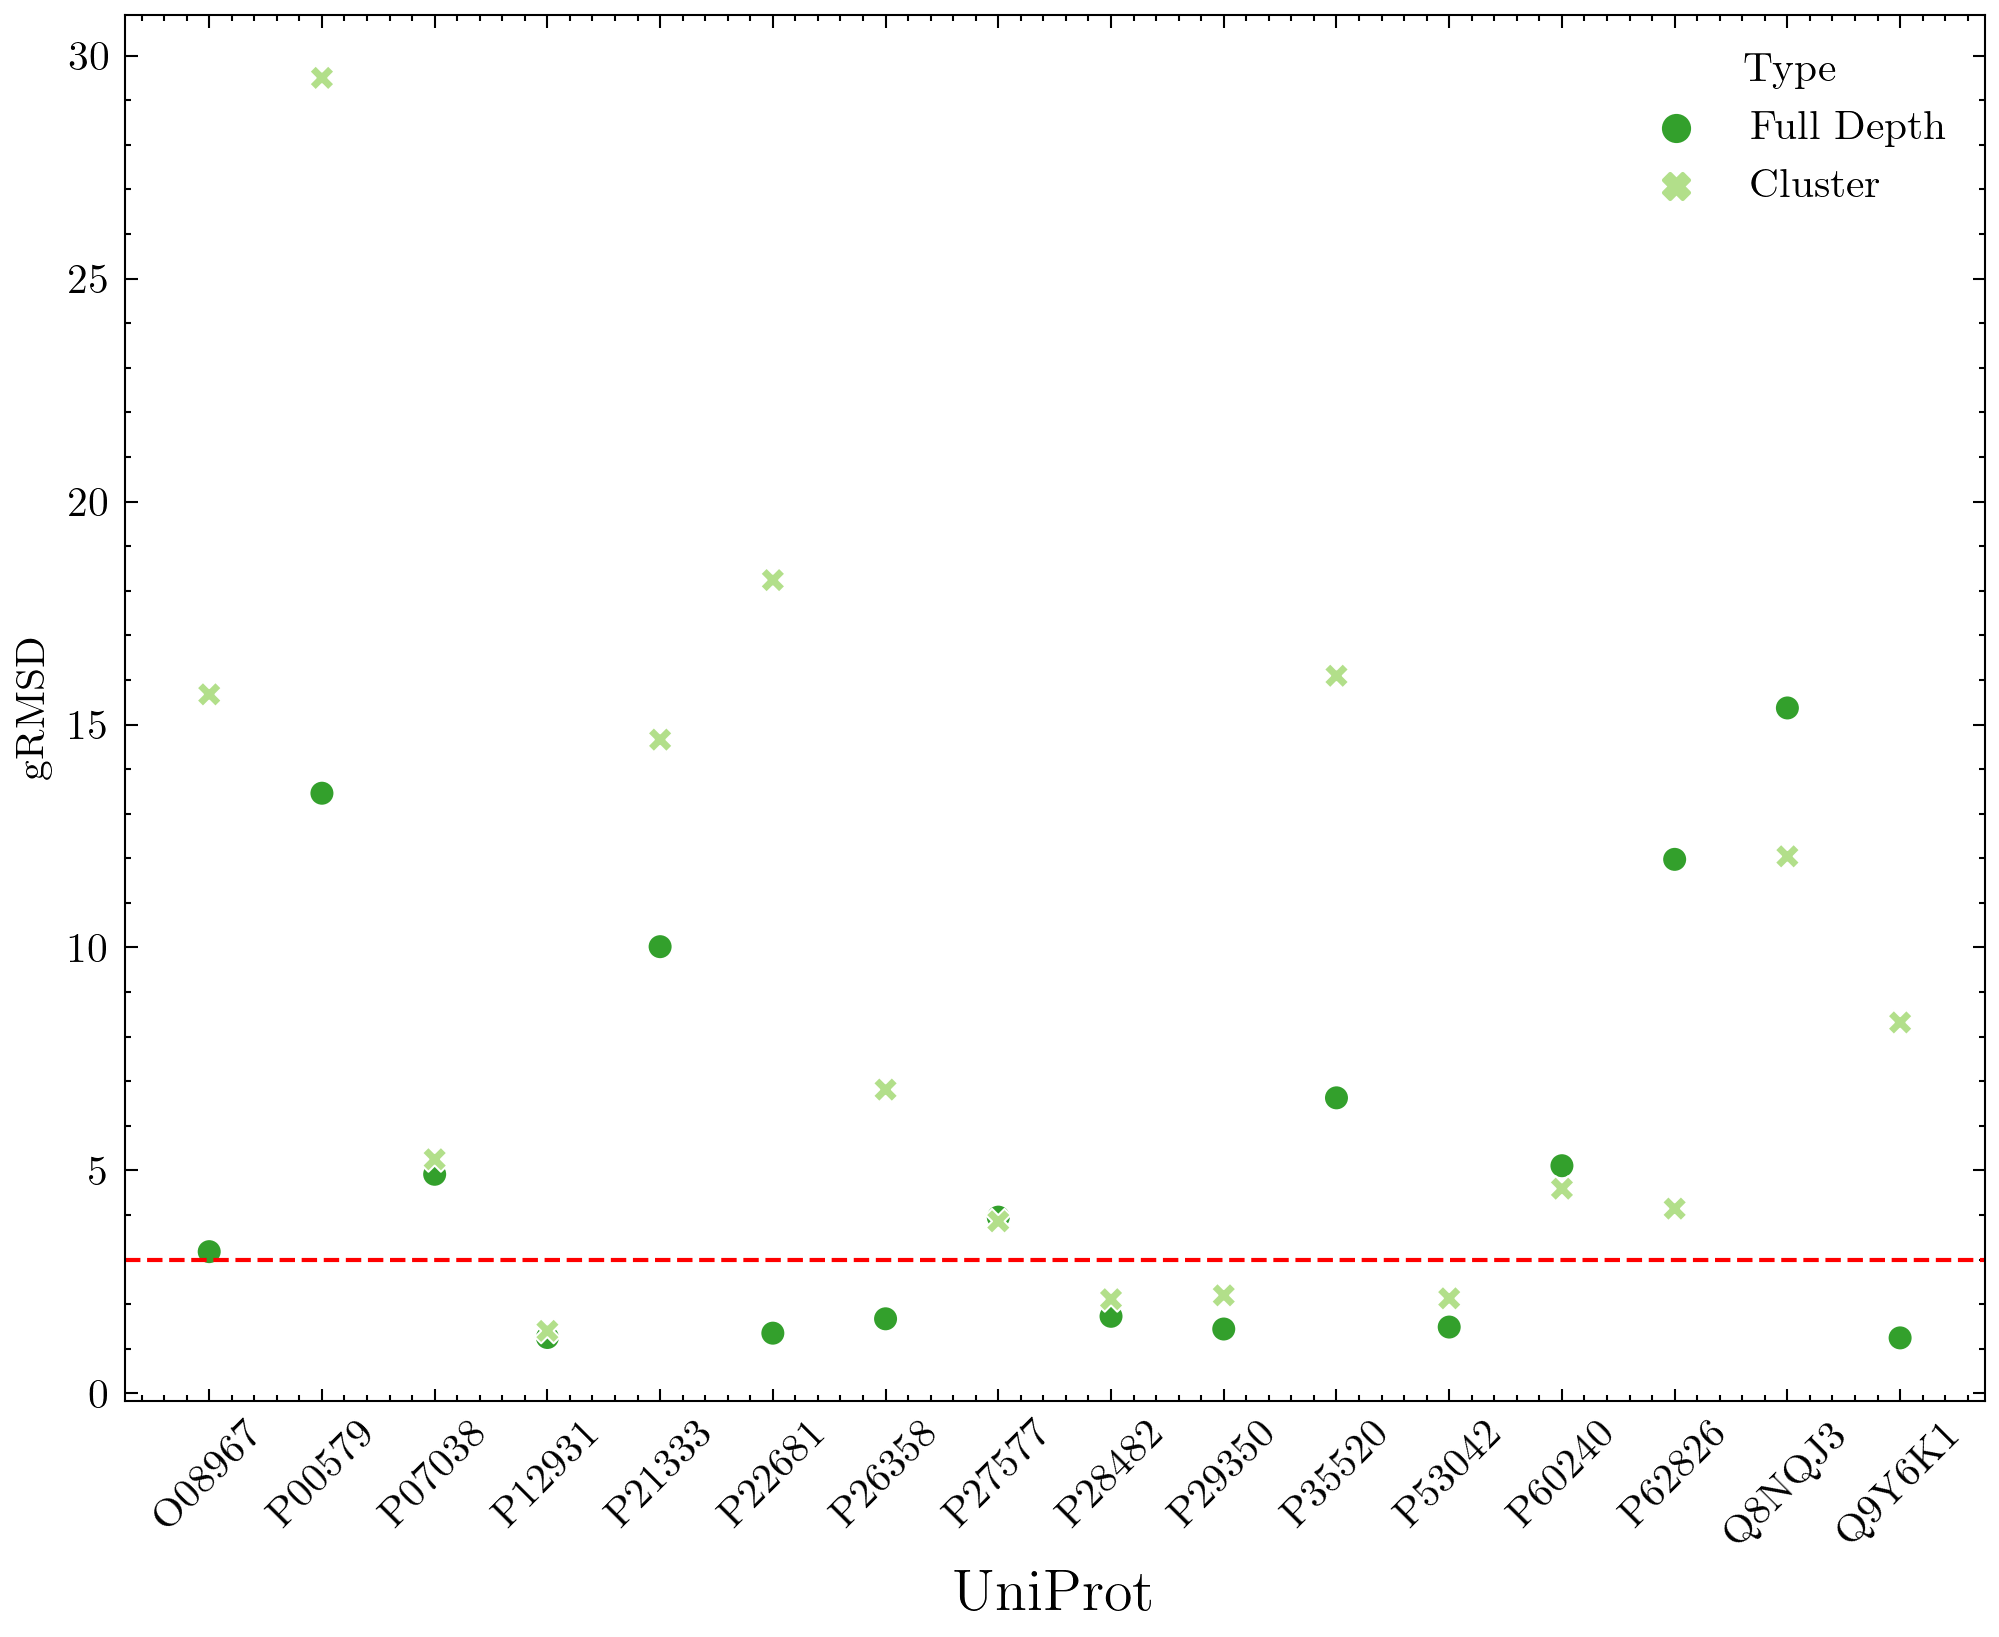 30
25
20
15
10
5
0
gRMSD
Type
Full Depth
Cluster
O08967
P00579
P07038
P12931
P21333
P22681
P26358
P27577
P28482
P29350
P35520
P53042
P60240
P62826
Q8NQJ3
Q9Y6K1
UniProt